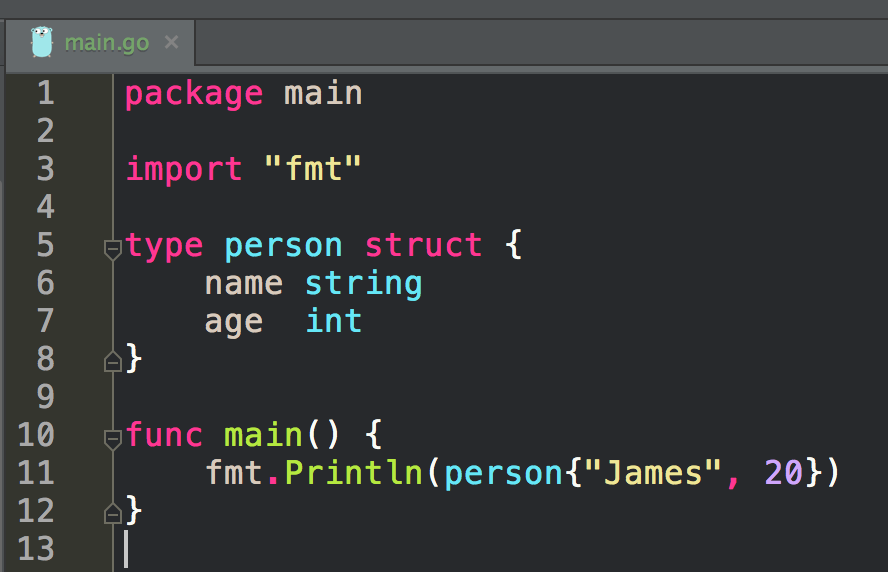 main.go ×
1 package main
2
3 import "fmt"
4
5 type person struct {
6     name string
7     age  int
8 }
9
10 func main() {
11     fmt.Println(person{"James", 20})
12 }
13